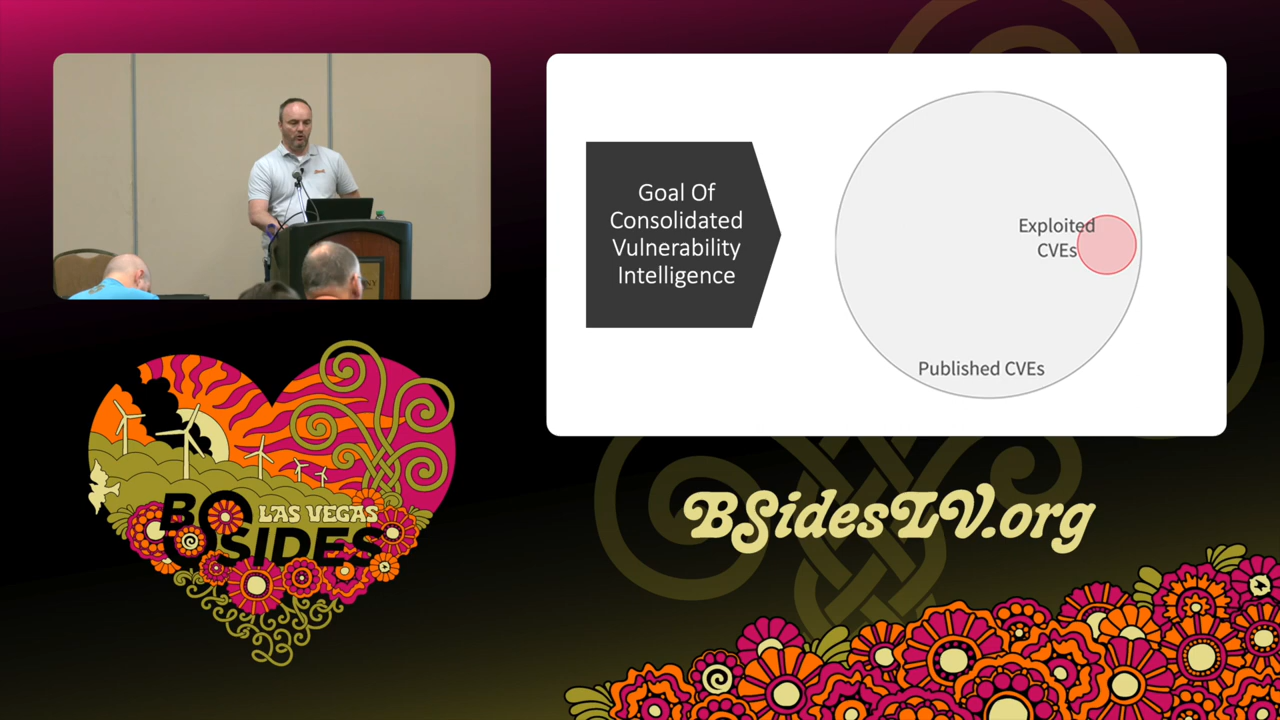 Goal Of
Consolidated
Vulnerability
Intelligence
Exploited
CVEs
Published CVEs
LAS VEGAS
BSIDES
BSidesLV.org